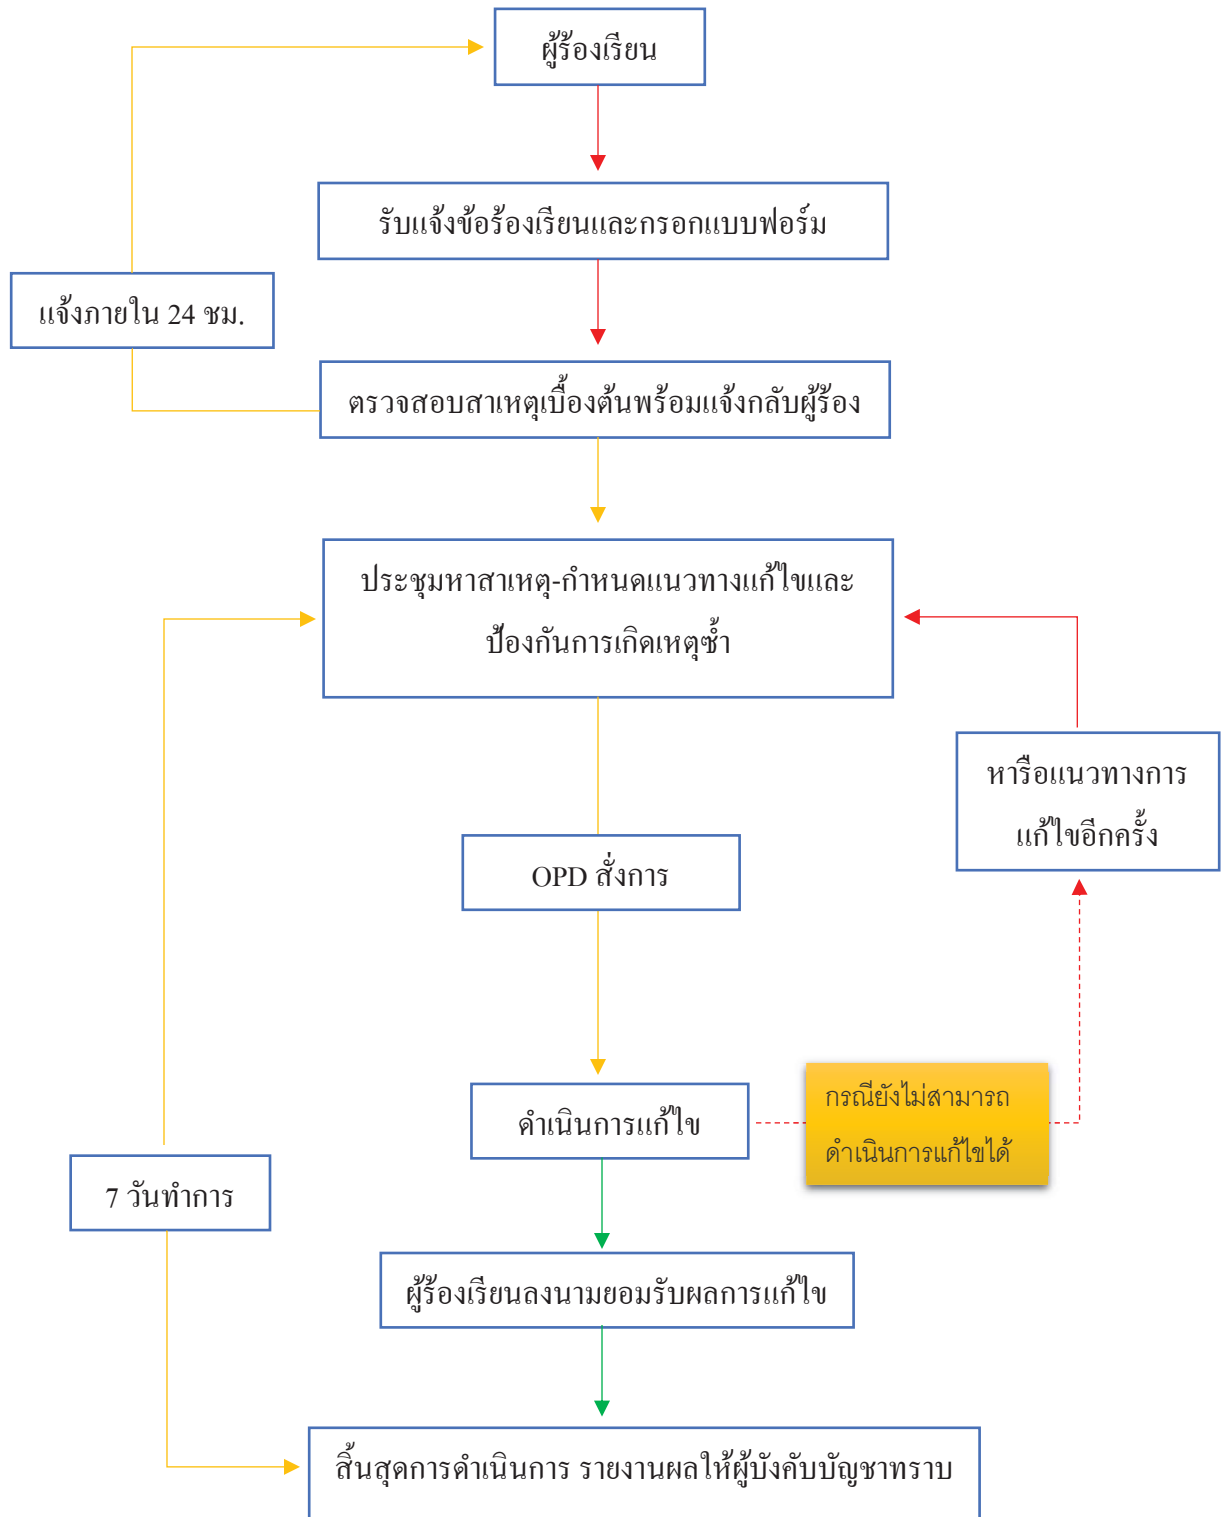 ผู้ร้องเรียน
รับแจ้งข้อร้องเรียนและกรอกแบบฟอร์ม
แจ้งภายใน 24 ชม.
ตรวจสอบสาเหตุเบื้องต้นพร้อมแจ้งกลับผู้ร้อง
ประชุมหาสาเหตุ-กำหนดแนวทางแก้ไขและ
ป้องกันการเกิดเหตุซ้ำ
หารือแนวทางการ
แก้ไขอีกครั้ง
OPD สั่งการ
กรณียังไม่สามารถ
ดำเนินการแก้ไขได้
ดำเนินการแก้ไข
7 วันทำการ
ผู้ร้องเรียนลงนามยอมรับผลการแก้ไข
สิ้นสุดการดำเนินการ รายงานผลให้ผู้บังคับบัญชาทราบ